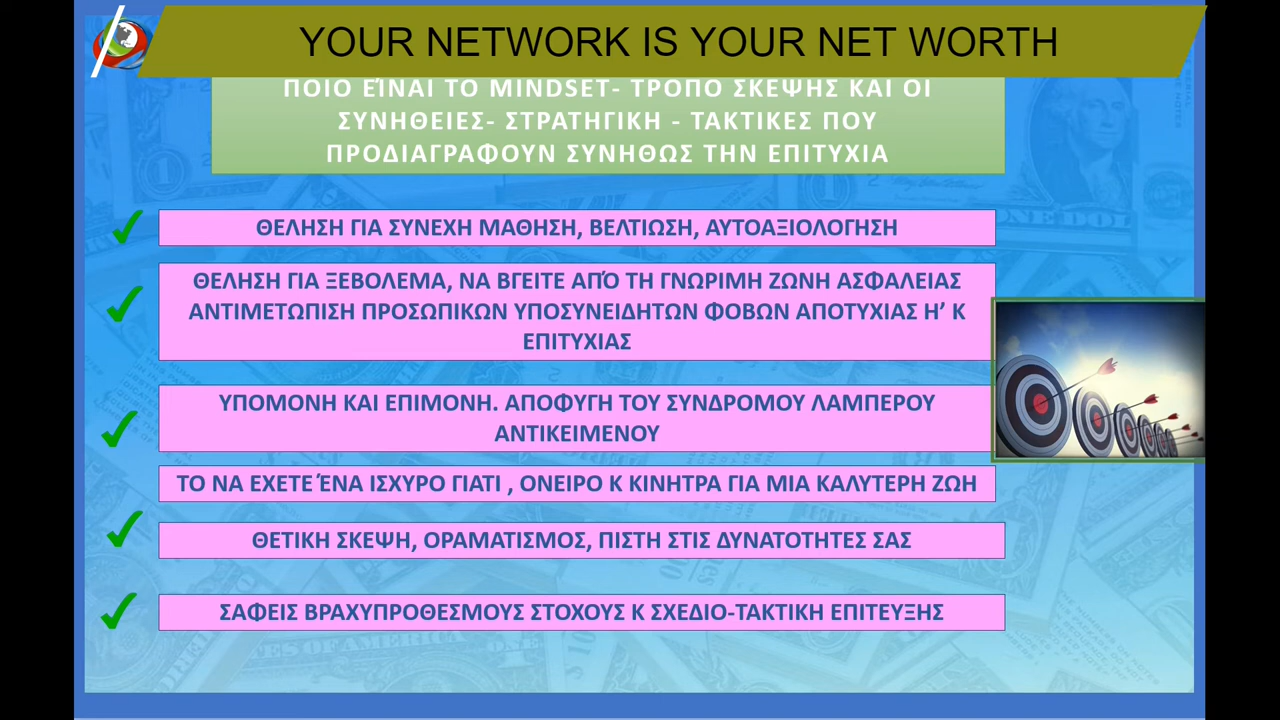 YOUR NETWORK IS YOUR NET WORTH
ΠΟΙΟ ΕΊΝΑΙ ΤΟ MINDSET- ΤΡΟΠΟ ΣΚΕΨΗΣ ΚΑΙ ΟΙ
ΣΥΝΗΘΕΙΕΣ- ΣΤΡΑΤΗΓΙΚΗ - ΤΑΚΤΙΚΕΣ ΠΟΥ
ΠΡΟΔΙΑΓΡΑΦΟΥΝ ΣΥΝΗΘΩΣ ΤΗΝ ΕΠΙΤΥΧΙΑ
ΘΕΛΗΣΗ ΓΙΑ ΣΥΝΕΧΗ ΜΑΘΗΣΗ, ΒΕΛΤΙΩΣΗ, ΑΥΤΟΑΞΙΟΛΟΓΗΣΗ
ΘΕΛΗΣΗ ΓΙΑ ΞΕΒΟΛΕΜΑ, ΝΑ ΒΓΕΙΤΕ ΑΠΌ ΤΗ ΓΝΩΡΙΜΗ ΖΩΝΗ ΑΣΦΑΛΕΙΑΣ
ΑΝΤΙΜΕΤΩΠΙΣΗ ΠΡΟΣΩΠΙΚΩΝ ΥΠΟΣΥΝΕΙΔΗΤΩΝ ΦΟΒΩΝ ΑΠΟΤΥΧΙΑΣ Η’ Κ
ΕΠΙΤΥΧΙΑΣ
ΥΠΟΜΟΝΗ ΚΑΙ ΕΠΙΜΟΝΗ. ΑΠΟΦΥΓΗ ΤΟΥ ΣΥΝΔΡΟΜΟΥ ΛΑΜΠΕΡΟΥ
ΑΝΤΙΚΕΙΜΕΝΟΥ
ΤΟ ΝΑ ΕΧΕΤΕ ΈΝΑ ΙΣΧΥΡΟ ΓΙΑΤΙ , ΟΝΕΙΡΟ Κ ΚΙΝΗΤΡΑ ΓΙΑ ΜΙΑ ΚΑΛΥΤΕΡΗ ΖΩΗ
ΘΕΤΙΚΗ ΣΚΕΨΗ, ΟΡΑΜΑΤΙΣΜΟΣ, ΠΙΣΤΗ ΣΤΙΣ ΔΥΝΑΤΟΤΗΤΕΣ ΣΑΣ
ΣΑΦΕΙΣ ΒΡΑΧΥΠΡΟΘΕΣΜΟΥΣ ΣΤΟΧΟΥΣ Κ ΣΧΕΔΙΟ-ΤΑΚΤΙΚΗ ΕΠΙΤΕΥΞΗΣ